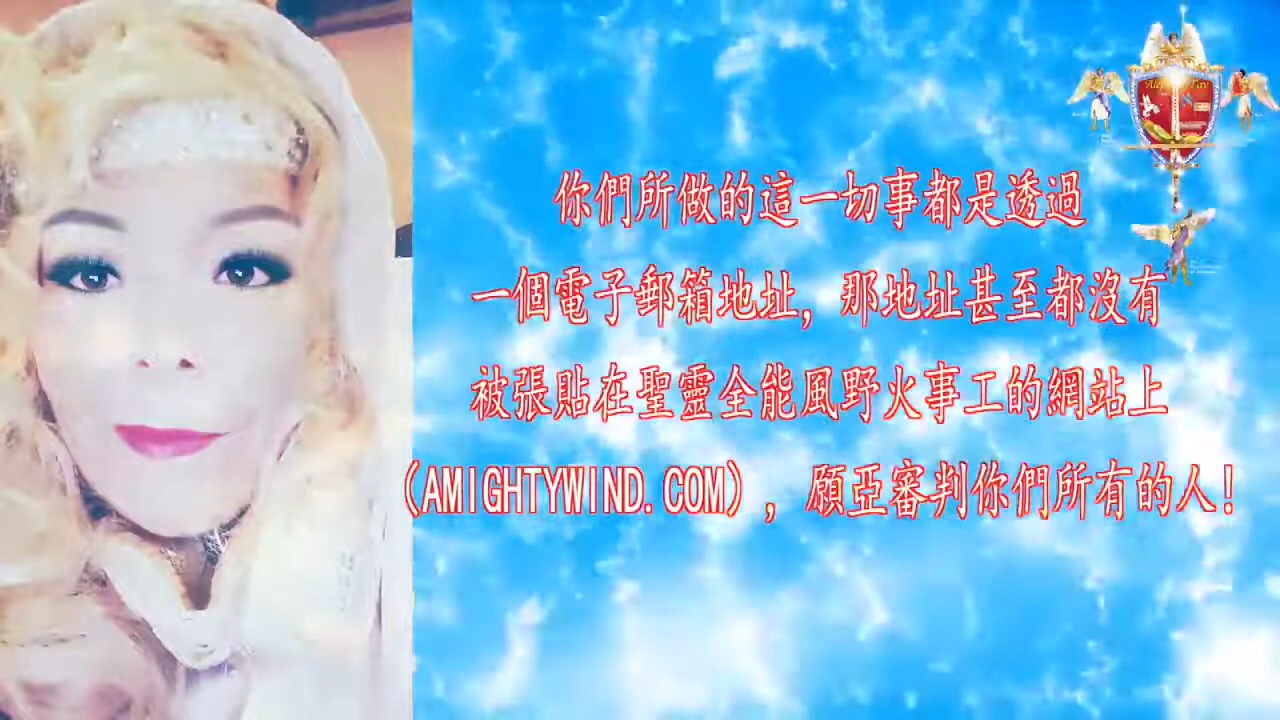 Aleph Tav
你們所做的這一切事都是透過
一個電子郵箱地址，那地址甚至都沒有
被張貼在聖靈全能風野火事工的網站上
（AMIGHTYWIND.COM），願亞審判你們所有的人！